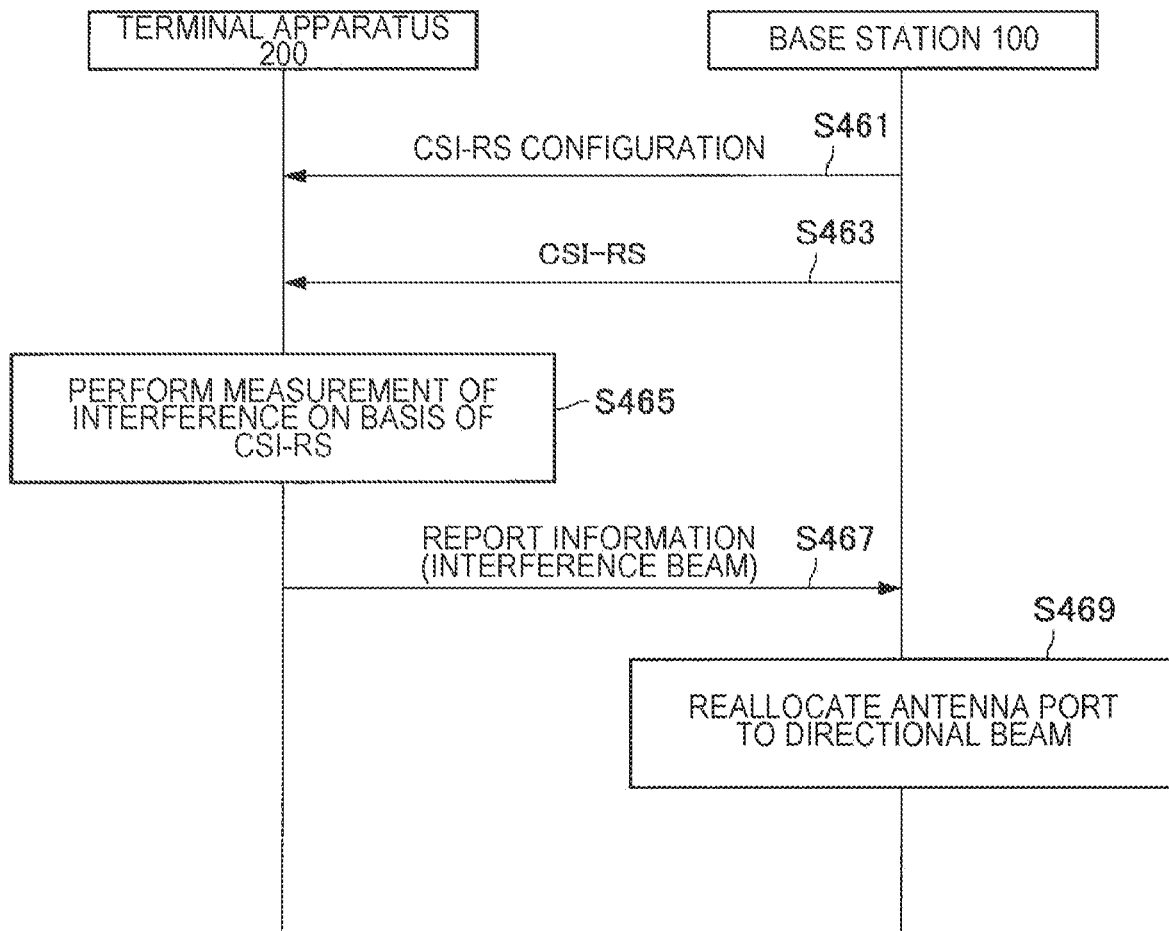 TERMINAL APPARATUS
200
BASE STATION 100
S461
CSI-RS CONFIGURATION
S463
CSI-RS
PERFORM MEASUREMENT OF
INTERFERENCE ON BASIS OF
CSI-RS
S465
REPORT INFORMATION
(INTERFERENCE BEAM)
S467
S469
REALLOCATE ANTENNA PORT
TO DIRECTIONAL BEAM